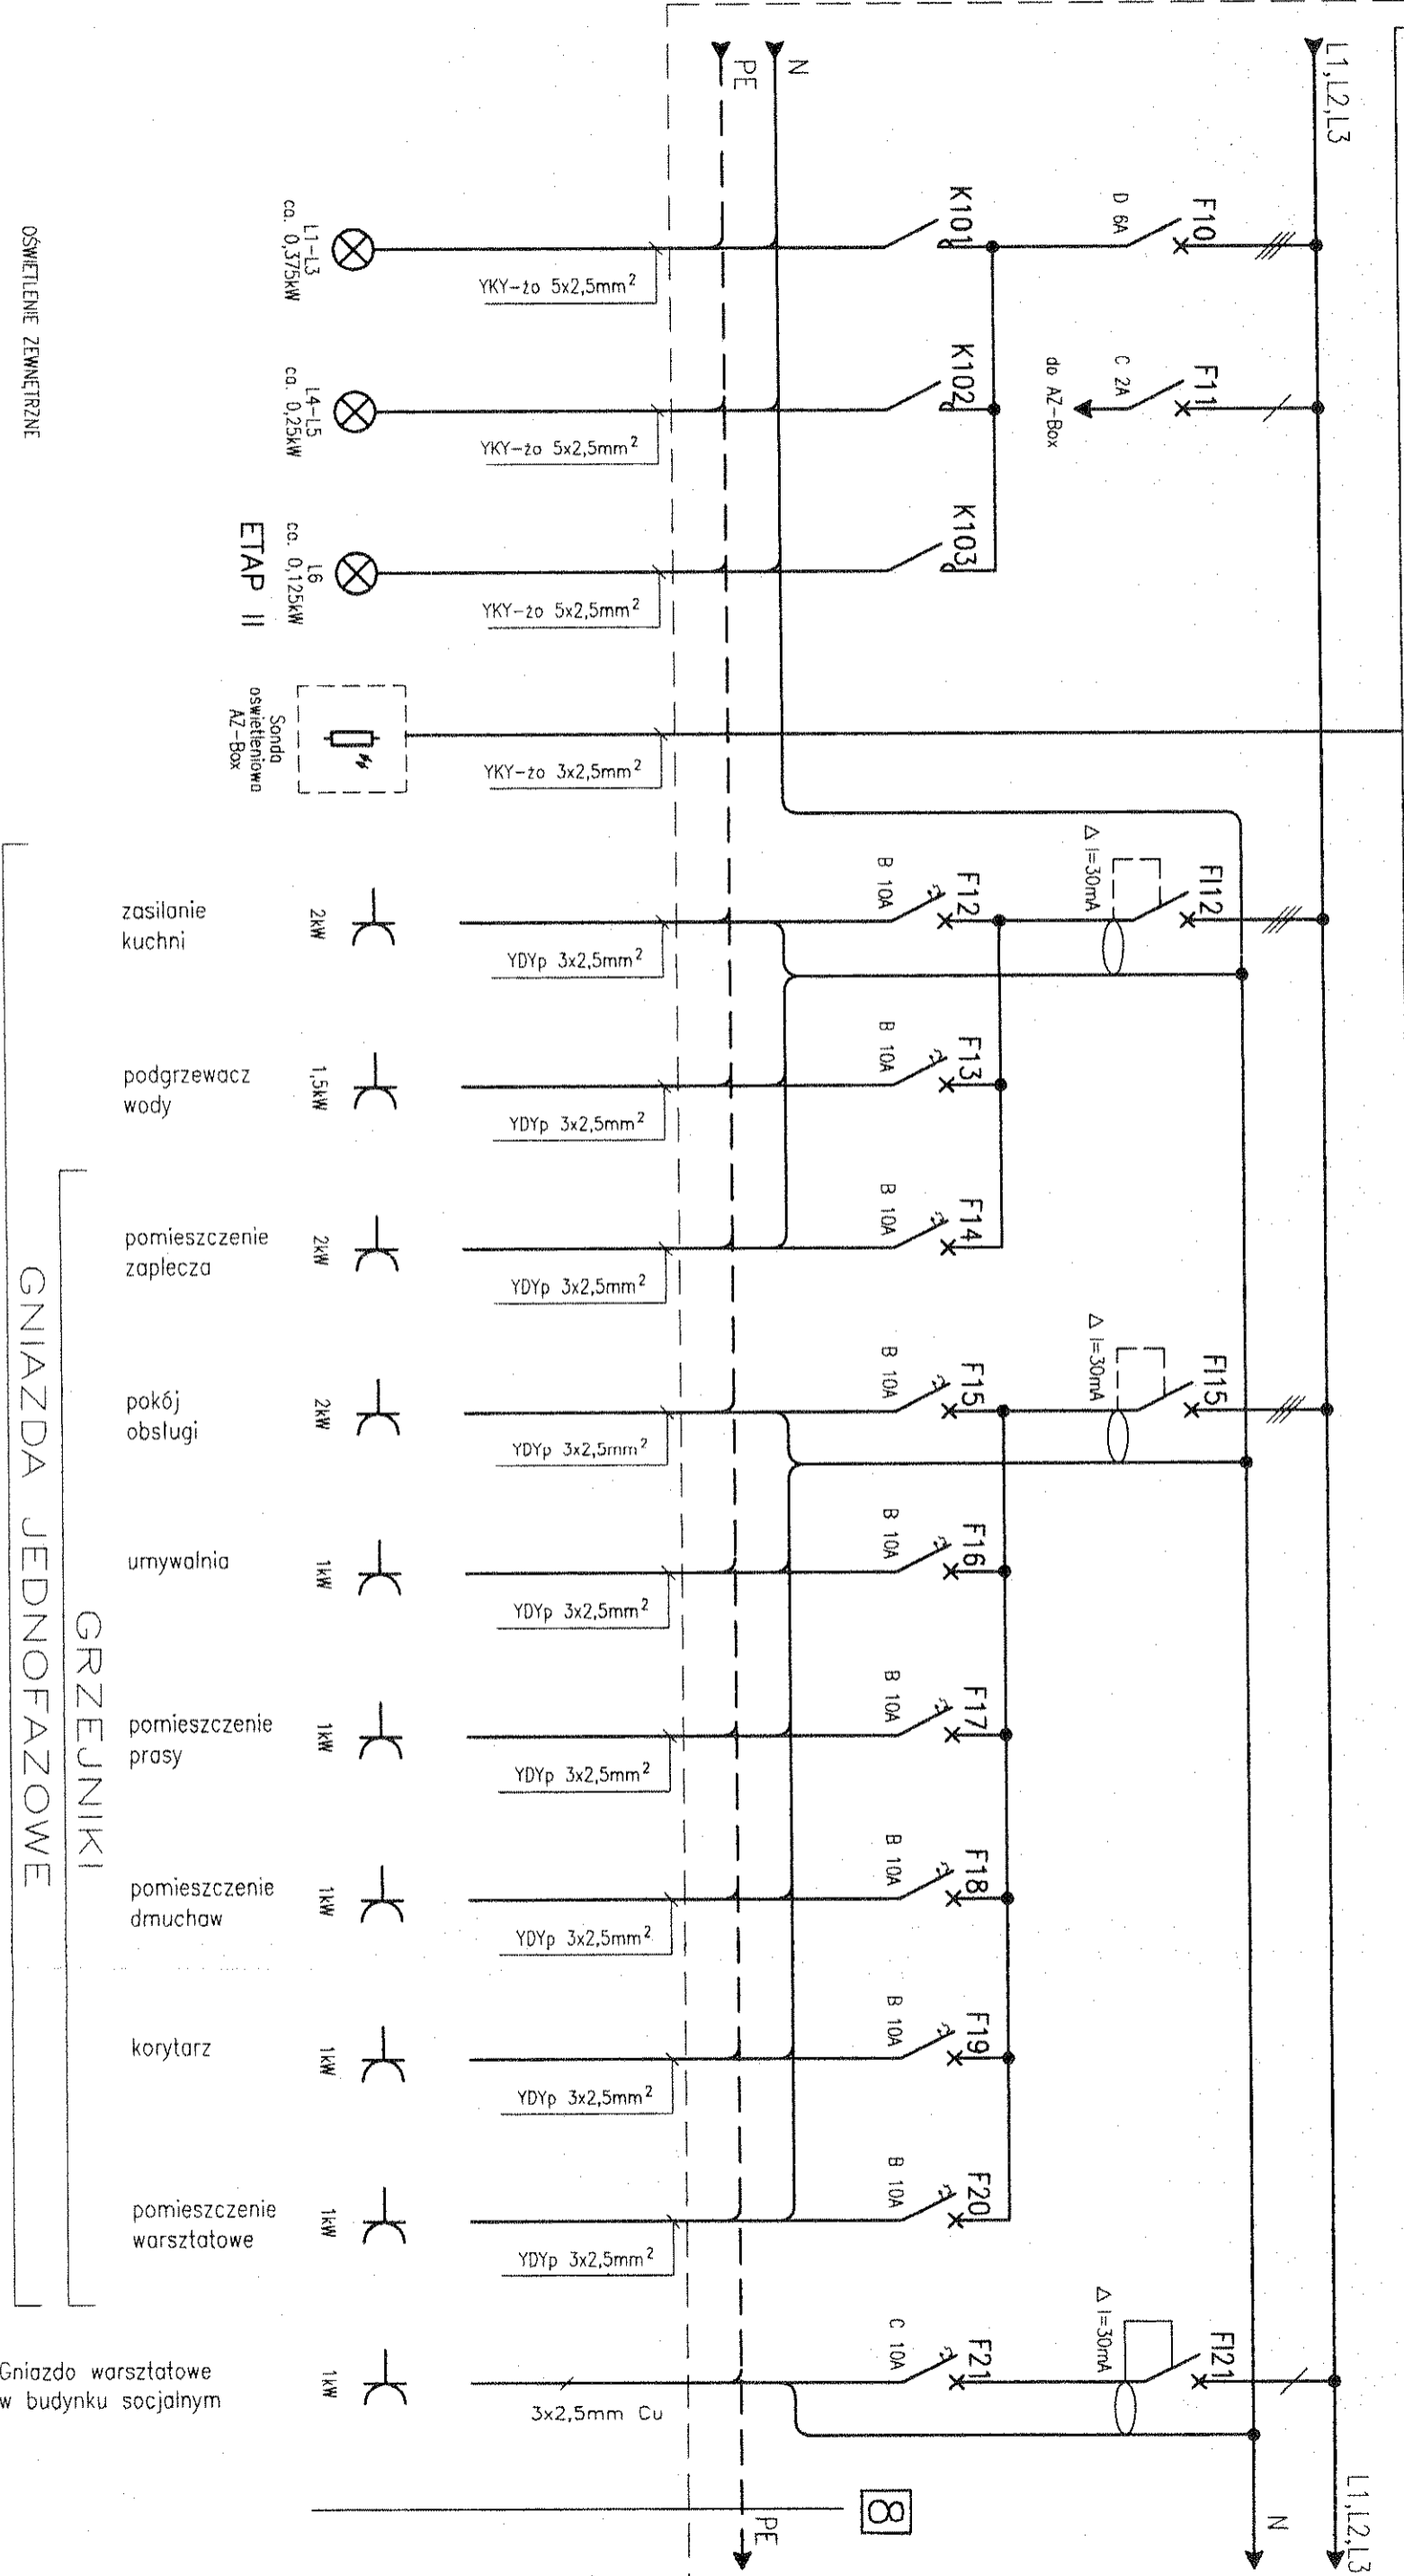 L1,L2,L3
N
PE
F10
D 6A
K101
YKY-żo 5x2,5mm²
L1-L3
ca. 0,375kW
F11
C 2A
do AZ-Box
K102
YKY-żo 5x2,5mm²
L4-L5
ca. 0,25kW
K103
YKY-żo 5x2,5mm²
L6
ca. 0,125kW
ETAP II
OŚWIETLENIE ZEWNĘTRZNE
YKY-żo 3x2,5mm²
Sonda
oświetleniowa
AZ-Box
FI12
Δ I=30mA
F12
B 10A
YDYp 3x2,5mm²
2kW
zasilanie
kuchni
F13
B 10A
YDYp 3x2,5mm²
1,5kW
podgrzewacz
wody
F14
B 10A
YDYp 3x2,5mm²
2kW
pomieszczenie
zaplecza
FI15
Δ I=30mA
F15
B 10A
YDYp 3x2,5mm²
2kW
pokój
obsługi
F16
B 10A
YDYp 3x2,5mm²
1kW
umywalnia
F17
B 10A
YDYp 3x2,5mm²
1kW
pomieszczenie
prasy
F18
B 10A
YDYp 3x2,5mm²
1kW
pomieszczenie
dmuchaw
F19
B 10A
YDYp 3x2,5mm²
1kW
korytarz
F20
B 10A
YDYp 3x2,5mm²
1kW
pomieszczenie
warsztatowe
GRZEJNIKI
GNIAZDA JEDNOFAZOWE
FI21
Δ I=30mA
F21
C 10A
3x2,5mm Cu
1kW
Gniazdo warsztatowe
w budynku socjalnym
8
L1,L2,L3
N
PE